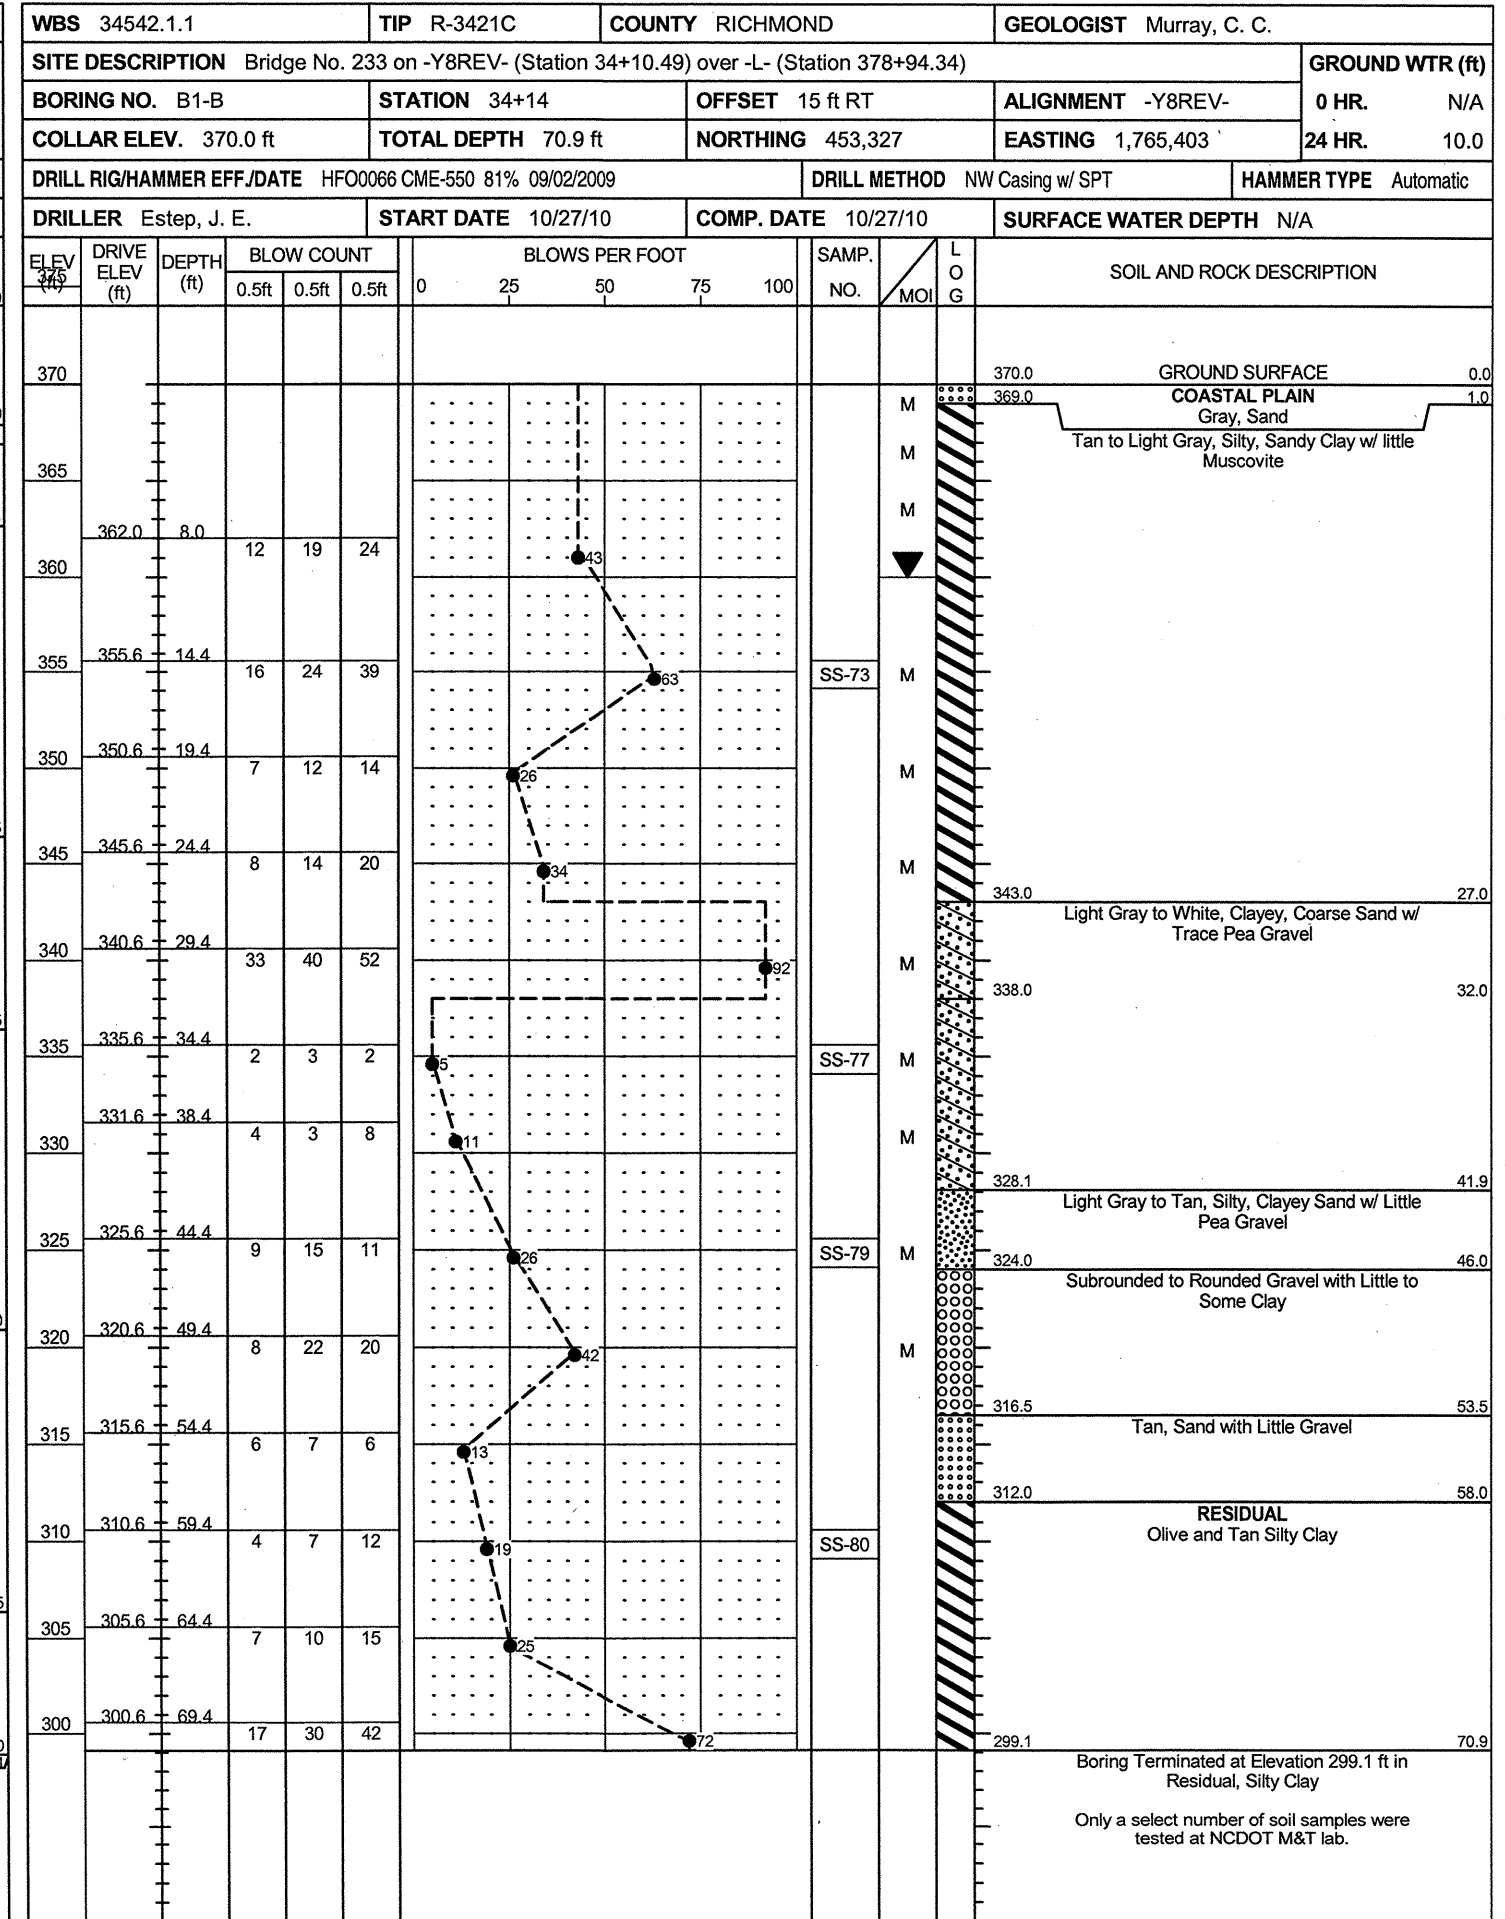 WBS 34542.1.1 TIP R-3421C COUNTY RICHMOND GEOLOGIST Murray, C. C.
SITE DESCRIPTION Bridge No. 233 on -Y8REV- (Station 34+10.49) over -L- (Station 378+94.34) GROUND WTR (ft)
BORING NO. B1-B STATION 34+14 OFFSET 15 ft RT ALIGNMENT -Y8REV- 0 HR. N/A
COLLAR ELEV. 370.0 ft TOTAL DEPTH 70.9 ft NORTHING 453,327 EASTING 1,765,403 24 HR. 10.0
DRILL RIG/HAMMER EFF./DATE HFO0066 CME-550 81% 09/02/2009 DRILL METHOD NW Casing w/ SPT HAMMER TYPE Automatic
DRILLER Estep, J. E. START DATE 10/27/10 COMP. DATE 10/27/10 SURFACE WATER DEPTH N/A
ELEV (ft) DRIVE ELEV (ft) DEPTH (ft) BLOW COUNT BLOWS PER FOOT SAMP. NO. MOI LOG SOIL AND ROCK DESCRIPTION
0.5ft 0.5ft 0.5ft 0 25 50 75 100
375
370 370.0 GROUND SURFACE 0.0
M 369.0 COASTAL PLAIN 1.0
Gray, Sand
Tan to Light Gray, Silty, Sandy Clay w/ little
M Muscovite
365
M
362.0 8.0
12 19 24 43
360
355.6 14.4
355 16 24 39 63 SS-73 M
350.6 19.4
350 7 12 14 26 M
345.6 24.4
345 8 14 20 34 M
343.0 27.0
Light Gray to White, Clayey, Coarse Sand w/
Trace Pea Gravel
340.6 29.4
340 33 40 52 92 M
338.0 32.0
335.6 34.4
335 2 3 2 5 SS-77 M
331.6 38.4
330 4 3 8 11 M
328.1 41.9
Light Gray to Tan, Silty, Clayey Sand w/ Little
Pea Gravel
325.6 44.4
325 9 15 11 26 SS-79 M
324.0 46.0
Subrounded to Rounded Gravel with Little to
Some Clay
320.6 49.4
320 8 22 20 42 M
316.5 53.5
Tan, Sand with Little Gravel
315.6 54.4
315 6 7 6 13
312.0 58.0
RESIDUAL
Olive and Tan Silty Clay
310.6 59.4
310 4 7 12 19 SS-80
305.6 64.4
305 7 10 15 25
300.6 69.4
300 17 30 42 72
299.1 70.9
Boring Terminated at Elevation 299.1 ft in
Residual, Silty Clay
Only a select number of soil samples were
tested at NCDOT M&T lab.